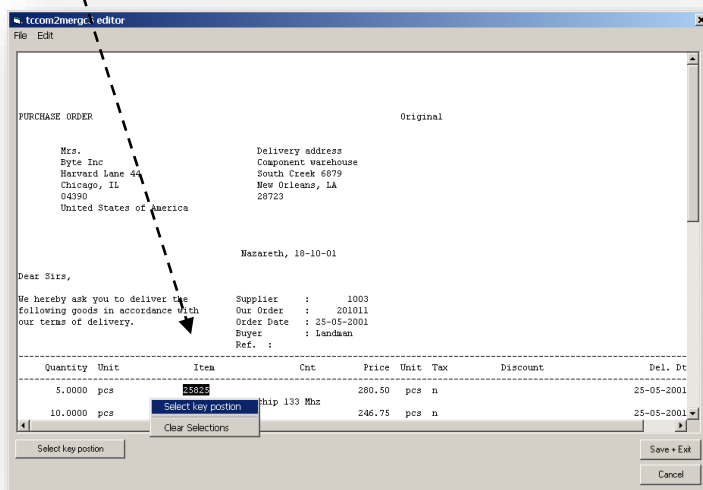 tccom2mergcs editor
File Edit
PURCHASE ORDER Original
Mrs. Delivery address
Byte Inc Component warehouse
Harvard Lane 44 South Creek 6879
Chicago, IL New Orleans, LA
04390 28723
United States of America
Nazareth, 18-10-01
Dear Sirs,
We hereby ask you to deliver the Supplier : 1003
following goods in accordance with Our Order : 201011
our terms of delivery. Order Date : 25-05-2001
Buyer : Landman
Ref. :
Quantity Unit Item Cnt Price Unit Tax Discount Del. Dt
5.0000 pcs 25825 280.50 pcs n 25-05-2001
Select key postion hip 133 Mhz
10.0000 pcs 246.75 pcs n 25-05-2001
Clear Selections
Select key postion Save + Exit
Cancel